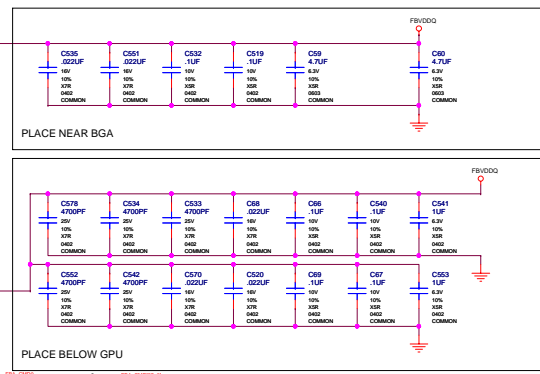 FBVDDQ
C535 C551 C532 C519 C59 C60
.022UF .022UF .1UF .1UF 4.7UF 4.7UF
16V 16V 10V 10V 6.3V 6.3V
10% 10% 10% 10% 10% 10%
X7R X7R X5R X5R X5R X5R
0402 0402 0402 0402 0603 0603
COMMON COMMON COMMON COMMON COMMON COMMON
PLACE NEAR BGA
FBVDDQ
C578 C534 C533 C68 C66 C540 C541
4700PF 4700PF 4700PF .022UF .1UF .1UF 1UF
25V 25V 25V 16V 10V 10V 6.3V
10% 10% 10% 10% 10% 10% 10%
X7R X7R X7R X7R X5R X5R X5R
0402 0402 0402 0402 0402 0402 0402
COMMON COMMON COMMON COMMON COMMON COMMON COMMON
C552 C542 C570 C520 C69 C67 C553
4700PF 4700PF .022UF .022UF .1UF .1UF 1UF
25V 25V 16V 16V 10V 10V 6.3V
10% 10% 10% 10% 10% 10% 10%
X7R X7R X7R X7R X5R X5R X5R
0402 0402 0402 0402 0402 0402 0402
COMMON COMMON COMMON COMMON COMMON COMMON COMMON
PLACE BELOW GPU